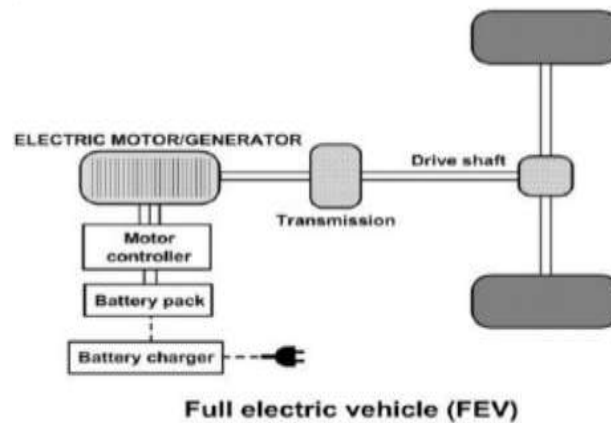 ELECTRIC MOTOR/GENERATOR
Drive shaft
Transmission
Motor
controller
Battery pack
Battery charger
Full electric vehicle (FEV)